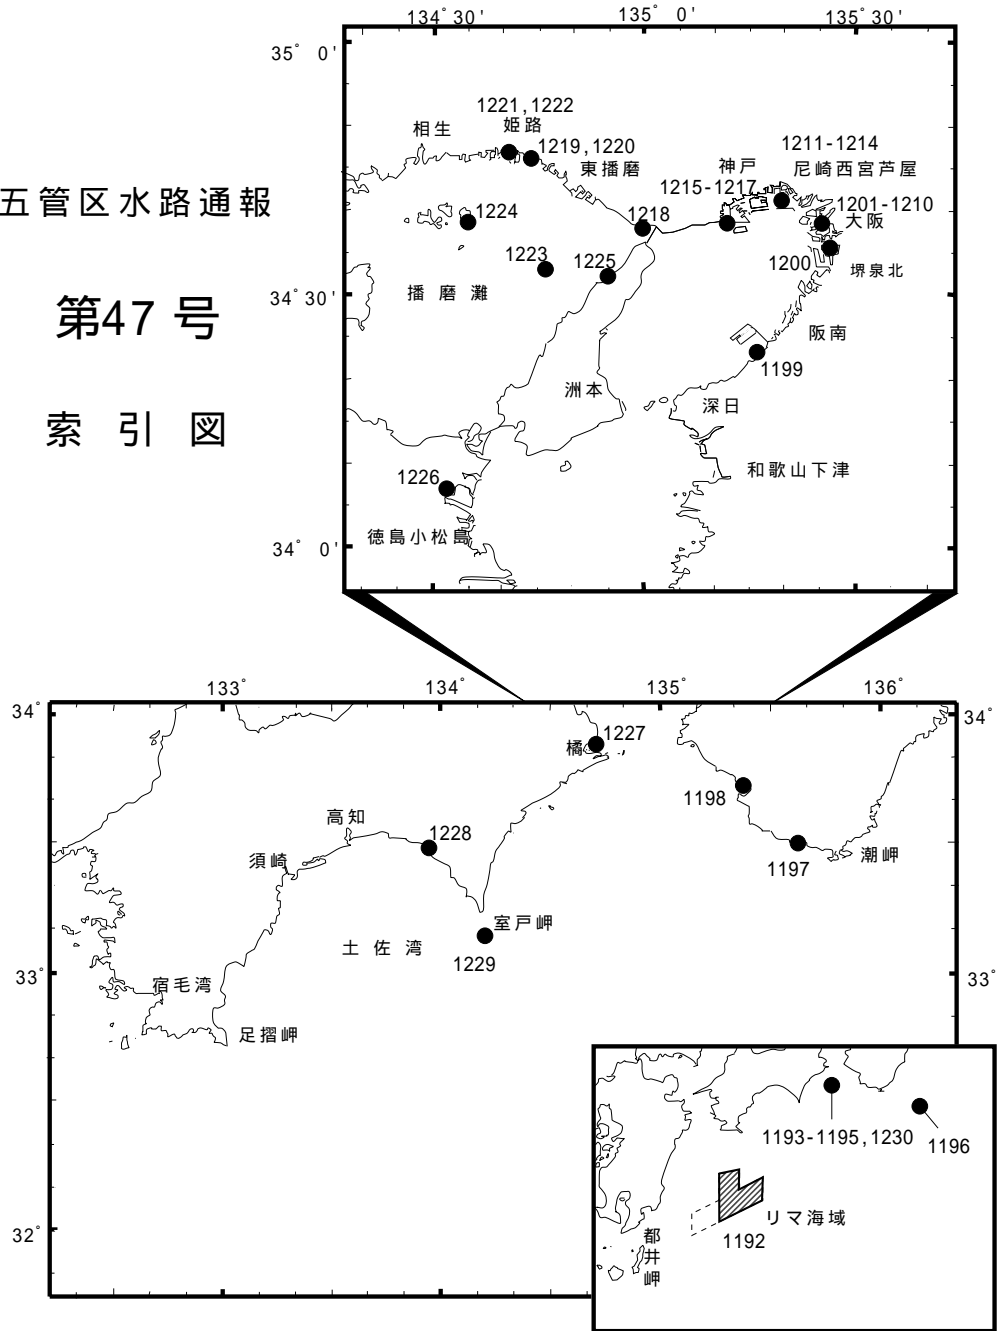 五管区水路通報
第47 号
索 引 図
134°30' 135° 0' 135°30'
35° 0'
34°30'
34° 0'
1221,1222
姫路
相生
1219,1220
東播磨
1211-1214
神戸
尼崎西宮芦屋
1215-1217
1201-1210
大阪
1224
1218
1223
1225
1200
堺泉北
播磨灘
阪南
1199
洲本
深日
1226
和歌山下津
徳島小松島
133° 134° 135° 136°
34° 34°
1227
橘
1198
高知
1228
須崎
潮岬
1197
室戸岬
土佐湾
1229
33° 33°
宿毛湾
足摺岬
1193-1195,1230
1196
リマ海域
1192
都井岬
32°